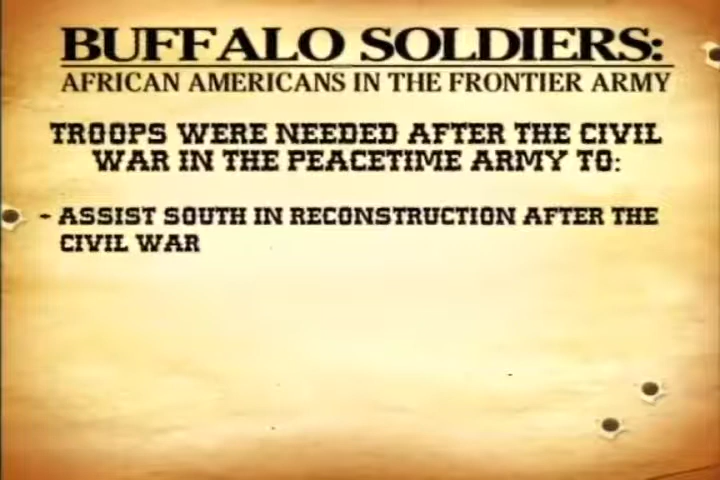 BUFFALO SOLDIERS:
AFRICAN AMERICANS IN THE FRONTIER ARMY
TROOPS WERE NEEDED AFTER THE CIVIL
WAR IN THE PEACETIME ARMY TO:
- ASSIST SOUTH IN RECONSTRUCTION AFTER THE
CIVIL WAR